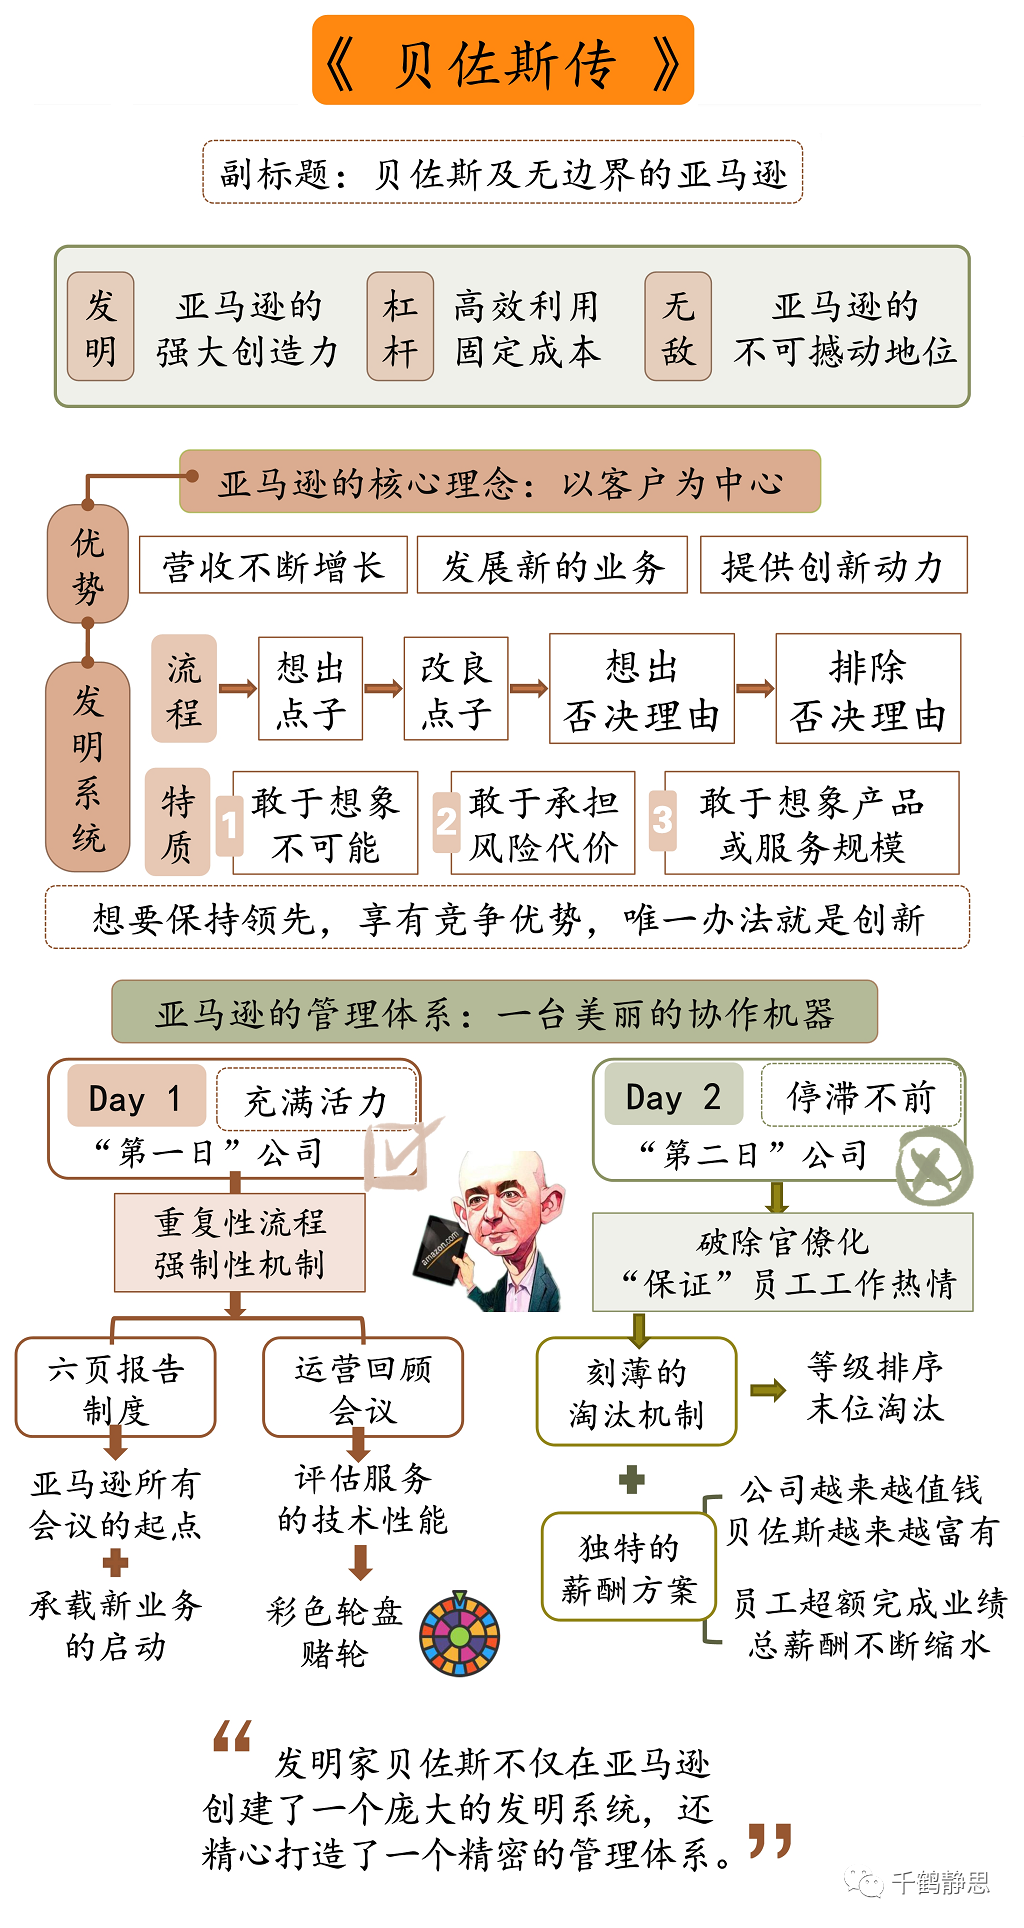 《 贝佐斯传 》
副标题：贝佐斯及无边界的亚马逊
发
明
亚马逊的
强大创造力
杠
杆
高效利用
固定成本
无
敌
亚马逊的
不可撼动地位
亚马逊的核心理念：以客户为中心
优
势
营收不断增长
发展新的业务
提供创新动力
发
明
系
统
流
程
想出
点子
改良
点子
想出
否决理由
排除
否决理由
特
质
1
敢于想象
不可能
2
敢于承担
风险代价
3
敢于想象产品
或服务规模
想要保持领先，享有竞争优势，唯一办法就是创新
亚马逊的管理体系：一台美丽的协作机器
Day 1
充满活力
“第一日”公司
Day 2
停滞不前
“第二日”公司
重复性流程
强制性机制
amazon.com
破除官僚化
“保证”员工工作热情
六页报告
制度
运营回顾
会议
刻薄的
淘汰机制
等级排序
末位淘汰
亚马逊所有
会议的起点
承载新业务
的启动
评估服务
的技术性能
彩色轮盘
赌轮
独特的
薪酬方案
公司越来越值钱
贝佐斯越来越富有
员工超额完成业绩
总薪酬不断缩水
“
发明家贝佐斯不仅在亚马逊
创建了一个庞大的发明系统，还
精心打造了一个精密的管理体系。
”
千鹤静思